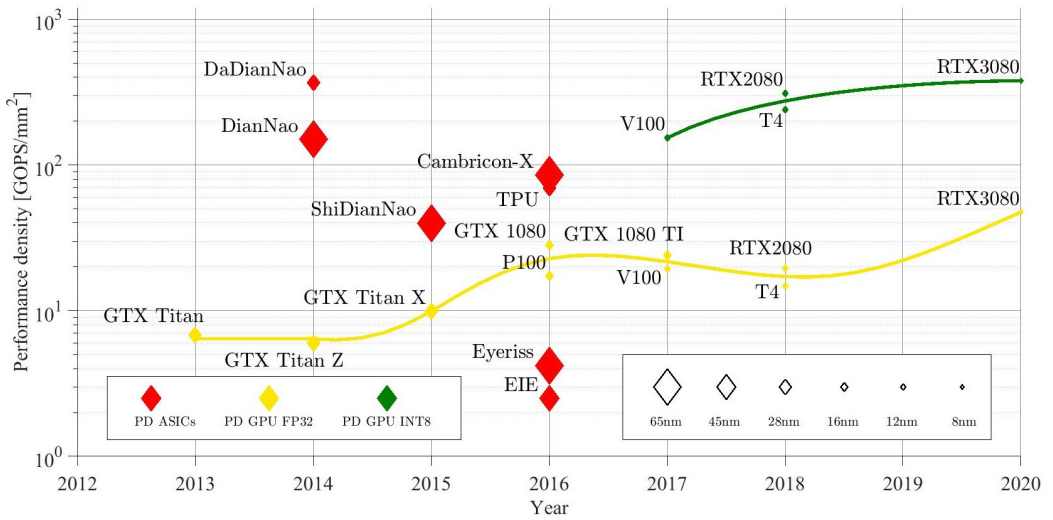 Performance density [GOPS/mm²]
10³
10²
10¹
10⁰
DaDianNao
DianNao
ShiDianNao
Cambricon-X
TPU
GTX 1080
P100
GTX 1080 TI
V100
V100
RTX2080
T4
RTX3080
RTX2080
T4
RTX3080
GTX Titan
GTX Titan Z
GTX Titan X
Eyeriss
EIE
PD ASICs PD GPU FP32 PD GPU INT8
65nm 45nm 28nm 16nm 12nm 8nm
2012 2013 2014 2015 2016 2017 2018 2019 2020
Year